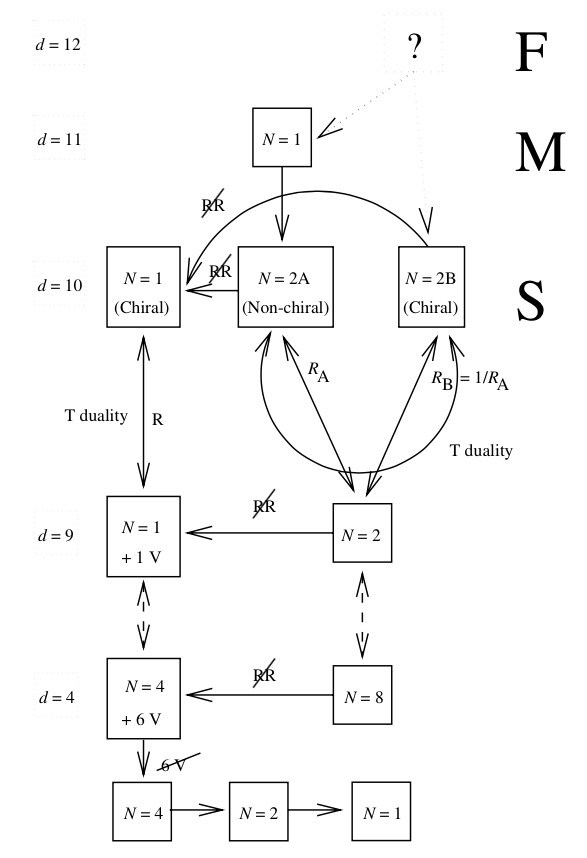 d = 12
?
F
d = 11
N = 1
M
RR
RR
d = 10
N = 1
(Chiral)
N = 2A
(Non-chiral)
N = 2B
(Chiral)
S
R_A
R_B = 1/R_A
T duality
R
T duality
RR
d = 9
N = 1
+ 1 V
N = 2
RR
d = 4
N = 4
+ 6 V
N = 8
6 V
N = 4
N = 2
N = 1